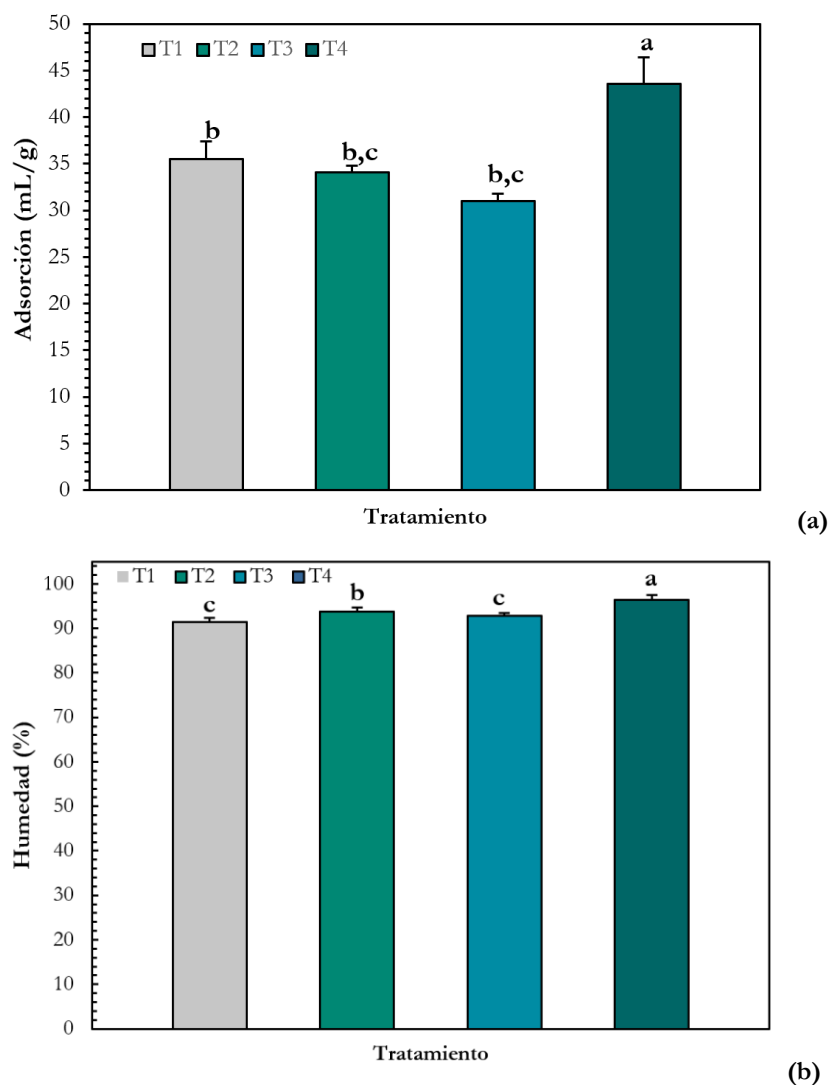 50
T1 T2 T3 T4
a
45
40
b
b,c
b,c
35
30
25
20
15
10
5
0
Adsorción (mL/g)
Tratamiento
(a)
T1 T2 T3 T4
100
c
b
c
a
90
80
70
60
50
40
30
20
10
0
Humedad (%)
Tratamiento
(b)